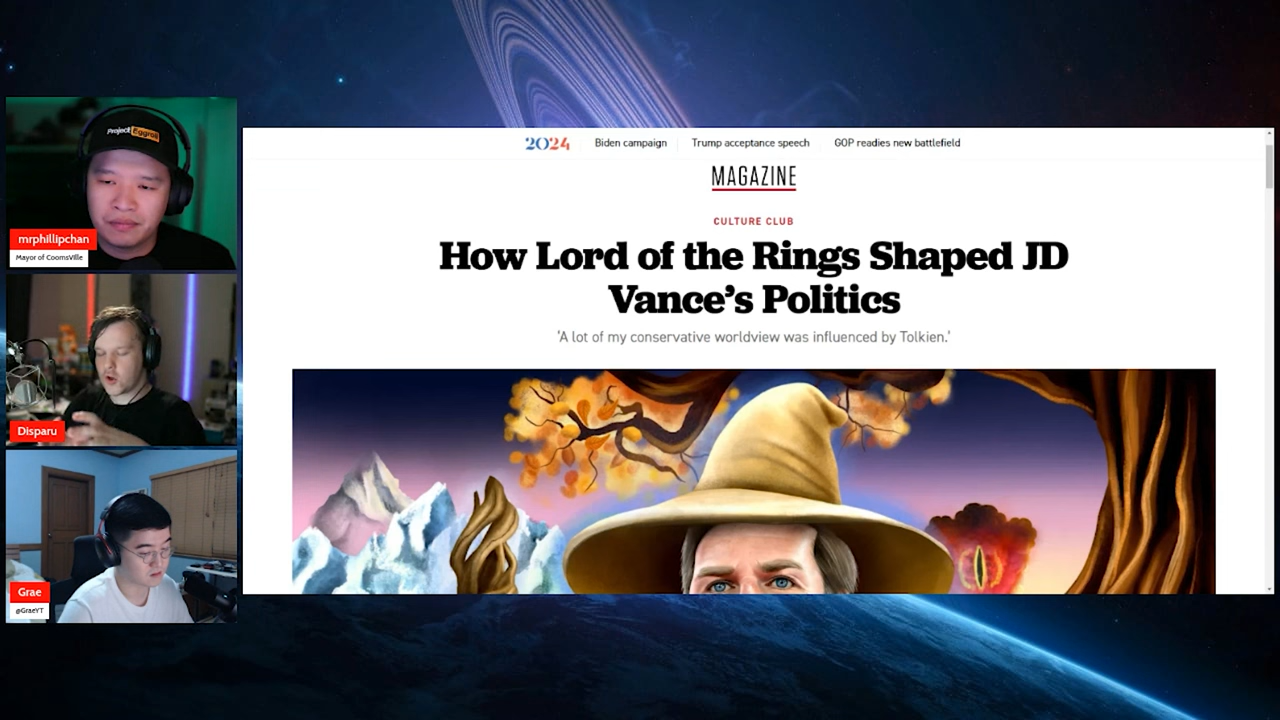 Project Eggroll
mrphillipchan
Mayor of CoomsVille
Disparu
Grae
@GraeYT
2024 Biden campaign Trump acceptance speech GOP readies new battlefield
MAGAZINE
CULTURE CLUB
How Lord of the Rings Shaped JD
Vance’s Politics
‘A lot of my conservative worldview was influenced by Tolkien.’